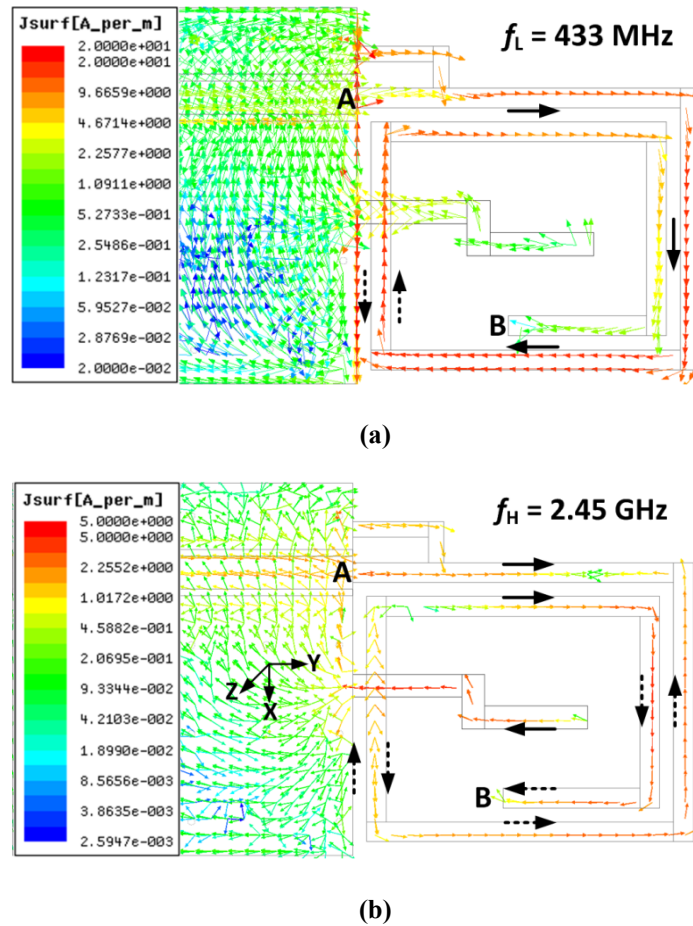 Jsurf[A_per_m]
2.0000e+001
2.0000e+001
9.6659e+000
4.6714e+000
2.2577e+000
1.0911e+000
5.2733e-001
2.5486e-001
1.2317e-001
5.9527e-002
2.8769e-002
2.0000e-002
fL = 433 MHz
A
B
(a)
Jsurf[A_per_m]
5.0000e+000
5.0000e+000
2.2552e+000
1.0172e+000
4.5882e-001
2.0695e-001
9.3344e-002
4.2103e-002
1.8990e-002
8.5656e-003
3.8635e-003
2.5947e-003
fH = 2.45 GHz
A
Y
Z
X
B
(b)